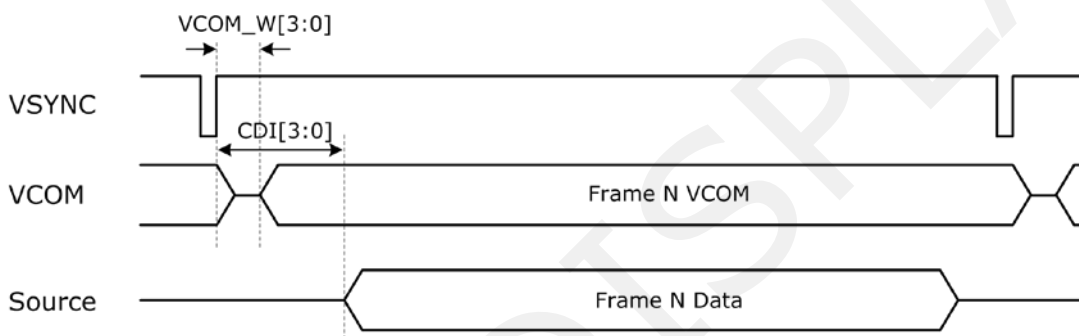 VCOM_W[3:0]
VSYNC
CDI[3:0]
VCOM
Frame N VCOM
Source
Frame N Data